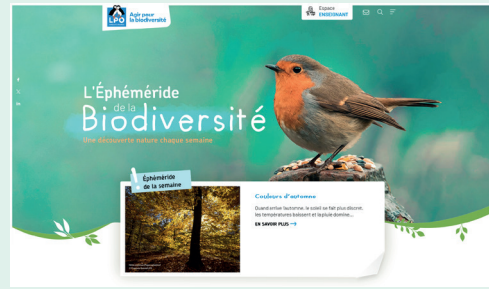 LPO
Agir pour
la biodiversité
Espace
ENSEIGNANT
L'Éphéméride
de la
Biodiversité
Une découverte nature chaque semaine
Éphéméride
de la semaine
Couleurs d'automne
Quand arrive l'automne, le soleil se fait plus discret,
les températures baissent et la pluie domine...
EN SAVOIR PLUS